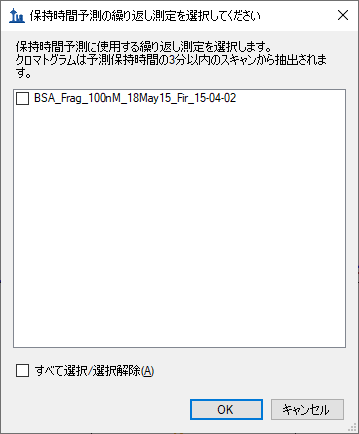 保持時間予測の繰り返し測定を選択してください
保持時間予測に使用する繰り返し測定を選択します。
クロマトグラムは予測保持時間の3分以内のスキャンから抽出されま
す。
BSA_Frag_100nM_18May15_Fir_15-04-02
すべて選択/選択解除(A)
OK
キャンセル